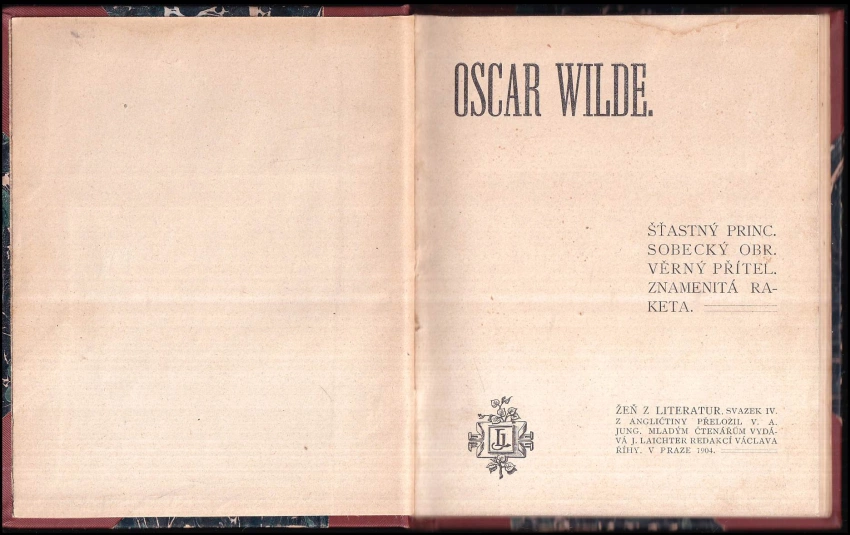 OSCAR WILDE.
ŠŤASTNÝ PRINC.
SOBECKÝ OBR.
VĚRNÝ PŘÍTEL.
ZNAMENITÁ RA-
KETA.
JL
ŽEŇ Z LITERATUR. SVAZEK IV.
Z ANGLIČTINY PŘELOŽIL V. A.
JUNG. MLADÝM ČTENÁŘŮM VYDÁ-
VÁ J. LAICHTER REDAKCÍ VÁCLAVA
ŘÍHY. V PRAZE 1904.